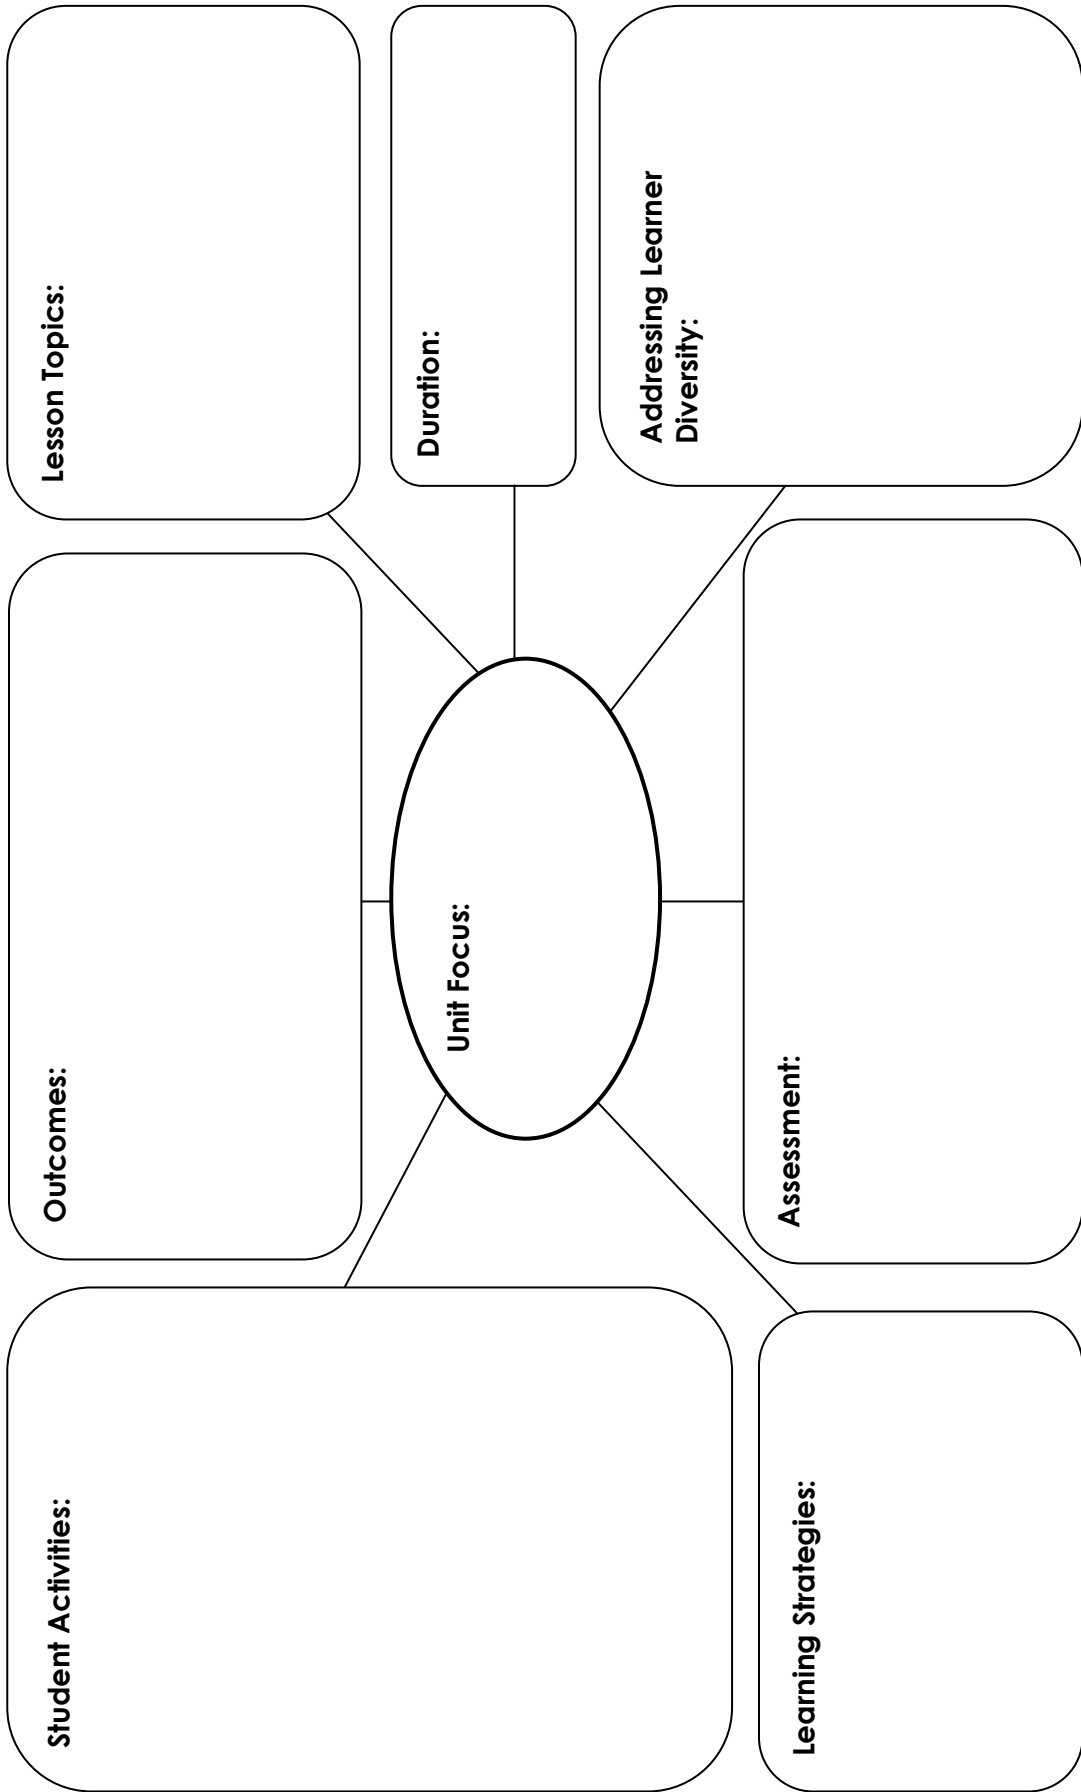 Student Activities:
Outcomes:
Lesson Topics:
Unit Focus:
Duration:
Learning Strategies:
Assessment:
Addressing Learner
Diversity: